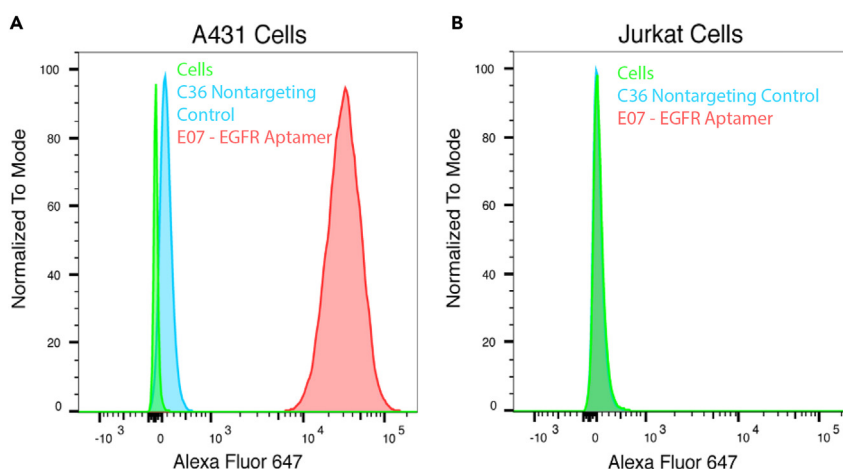 A
A431 Cells
Cells
C36 Nontargeting
Control
E07 - EGFR Aptamer
Normalized To Mode
100
80
60
40
20
0
-10 3
0
10 3
10 4
10 5
Alexa Fluor 647
B
Jurkat Cells
Cells
C36 Nontargeting Control
E07 - EGFR Aptamer
Normalized To Mode
100
80
60
40
20
0
-10 3
0
10 3
10 4
10 5
Alexa Fluor 647